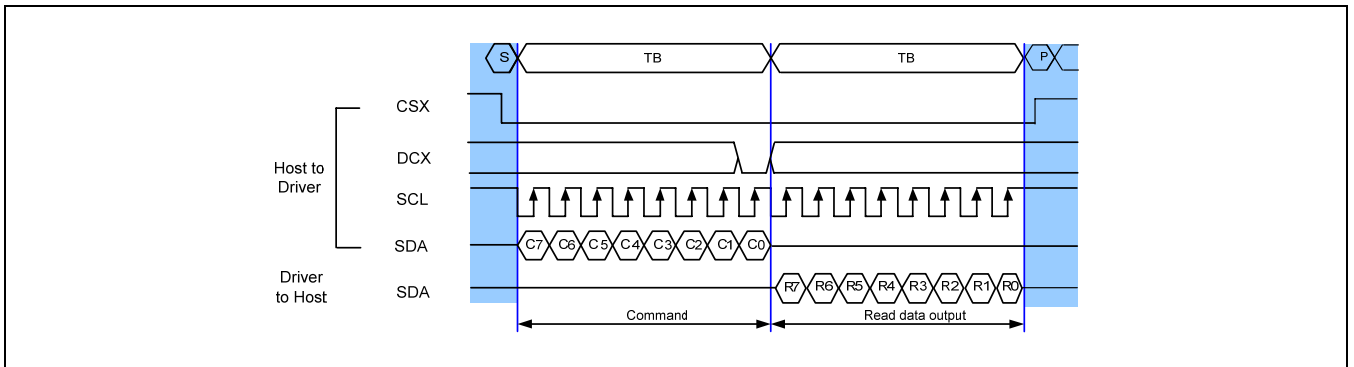 S TB TB P
CSX
DCX
Host to
Driver
SCL
SDA C7 C6 C5 C4 C3 C2 C1 C0
Driver
to Host
SDA R7 R6 R5 R4 R3 R2 R1 R0
Command Read data output